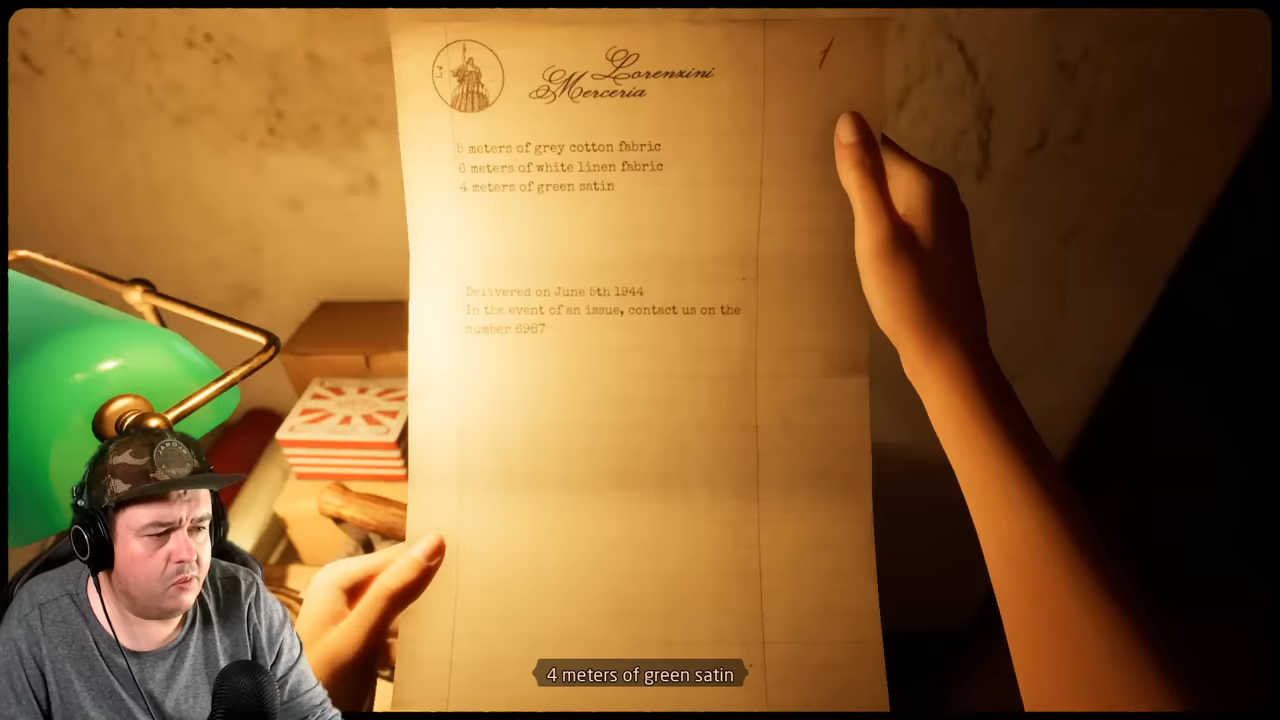 Lorenzini
Merceria
5 meters of grey cotton fabric
6 meters of white linen fabric
4 meters of green satin
Delivered on June 5th 1944
In the event of an issue, contact us on the
number 6987
4 meters of green satin